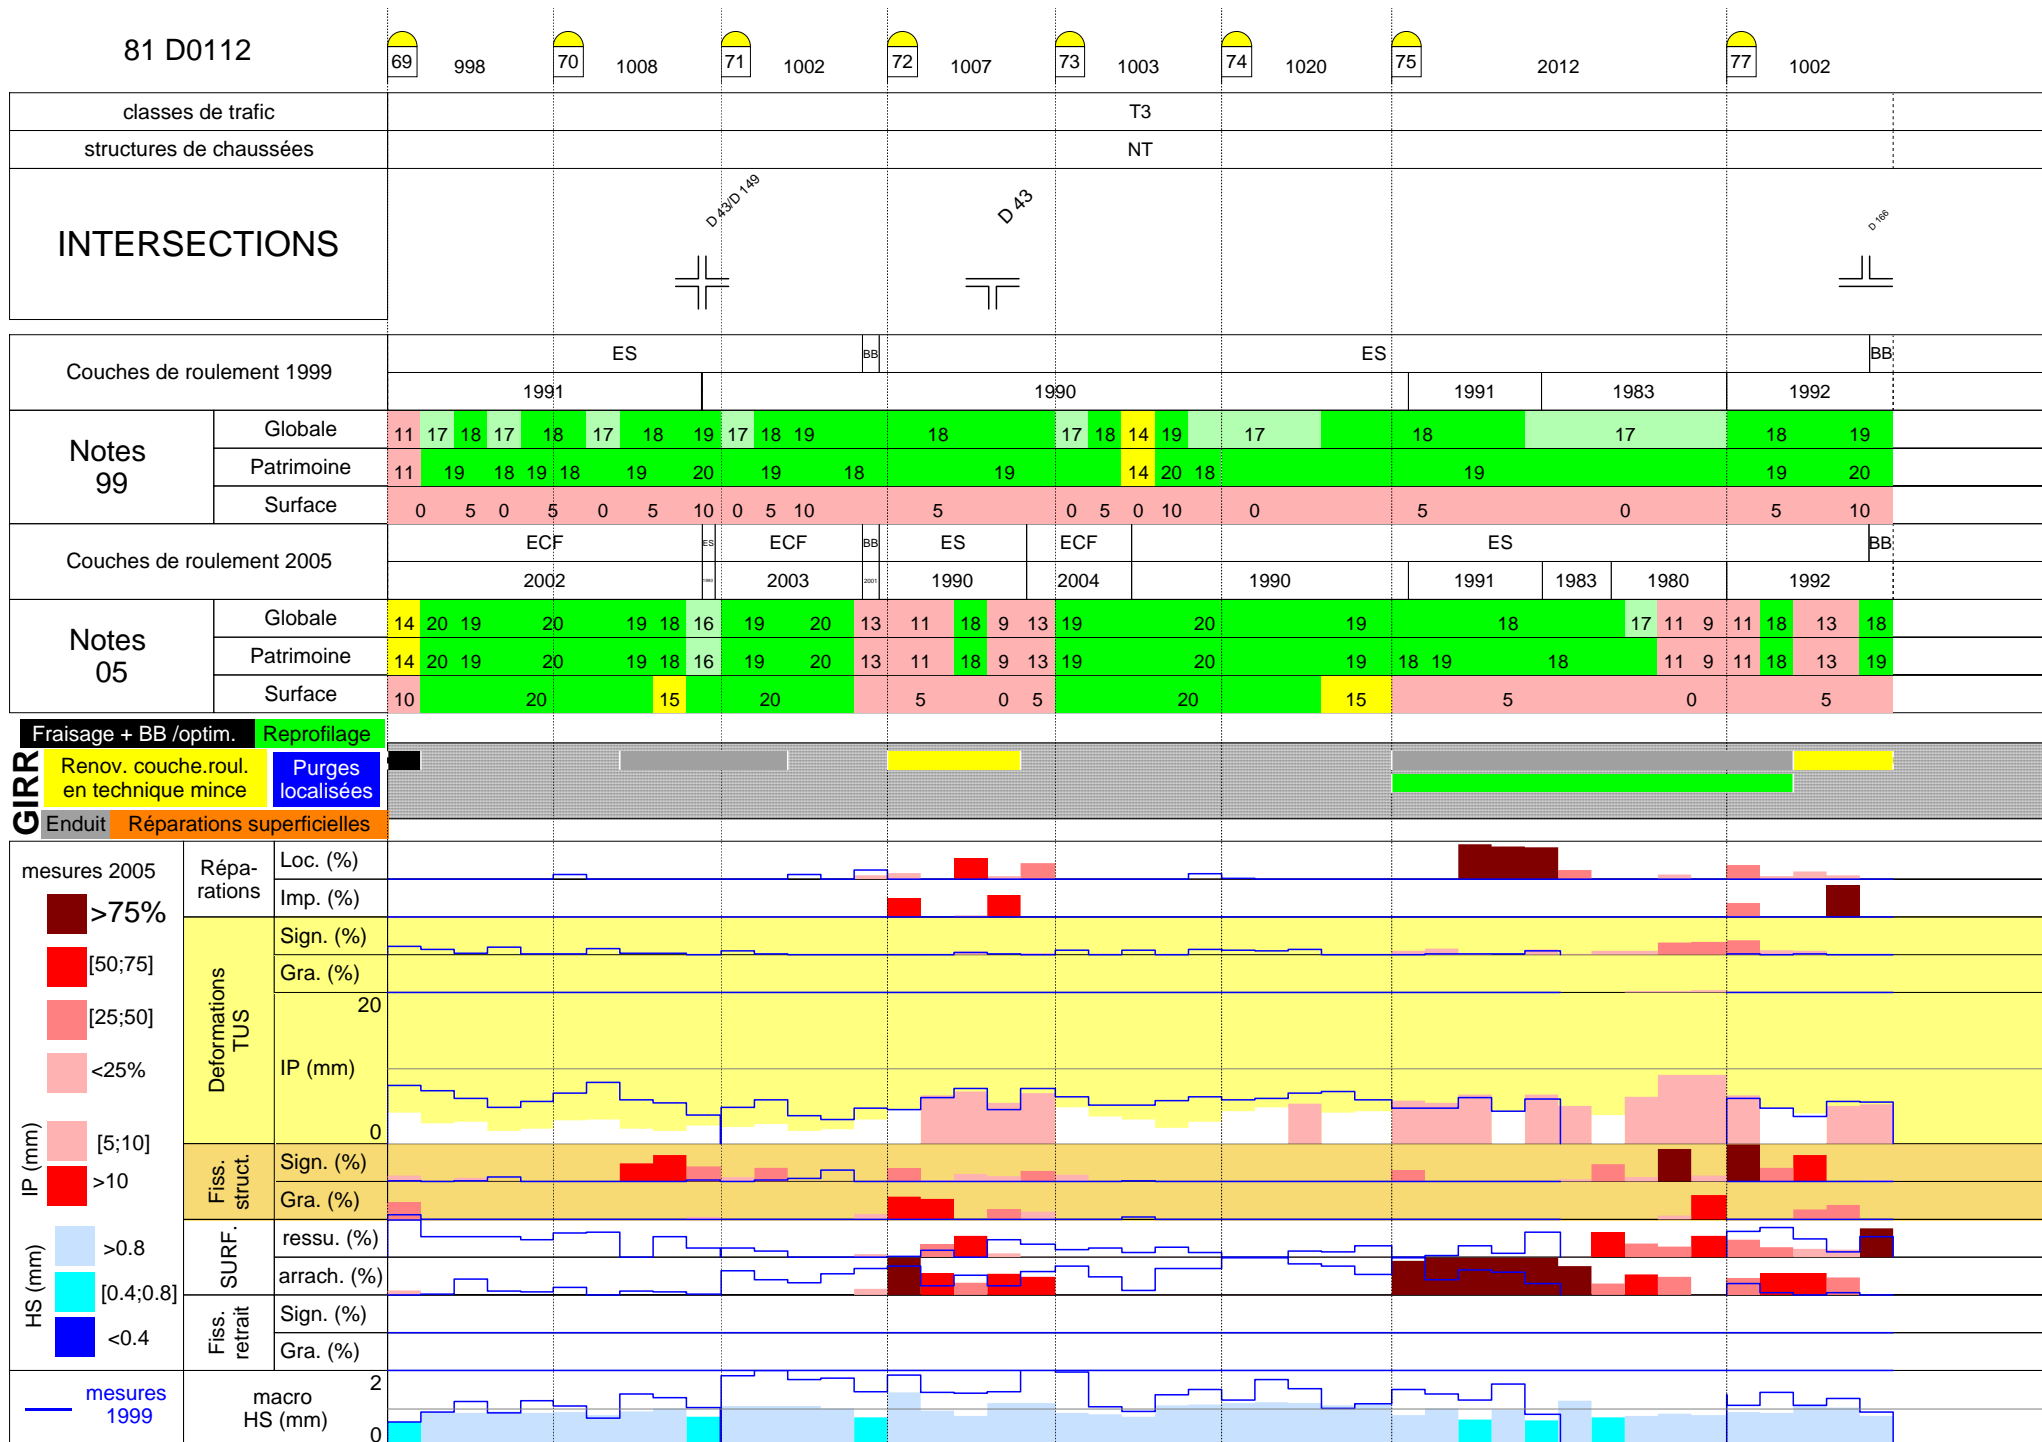 81 D0112
69 998 70 1008 71 1002 72 1007 73 1003 74 1020 75 2012 77 1002
classes de trafic T3
structures de chaussées NT
INTERSECTIONS D 43/D 149 D 43 D 166
Couches de roulement 1999 ES BB ES BB
1991 1990 1991 1983 1992
Notes 99
Globale 11 17 18 17 18 17 18 19 17 18 19 18 17 18 14 19 17 18 17 18 19
Patrimoine 11 19 18 19 18 19 20 19 18 19 14 20 18 19 19 20
Surface 0 5 0 5 0 5 10 0 5 10 5 0 5 0 10 0 5 0 5 10
Couches de roulement 2005 ECF ES ECF BB ES ECF ES BB
2002 2003 2001 1990 2004 1990 1991 1983 1980 1992
Notes 05
Globale 14 20 19 20 19 18 16 19 20 13 11 18 9 13 19 20 19 18 17 11 9 11 18 13 18
Patrimoine 14 20 19 20 19 18 16 19 20 13 11 18 9 13 19 20 19 18 19 18 11 9 11 18 13 19
Surface 10 20 15 20 5 0 5 20 15 5 0 5
GIRR
Fraisage + BB /optim. Reprofilage
Renov. couche.roul.
en technique mince
Purges
localisées
Enduit Réparations superficielles
mesures 2005
>75%
[50;75]
[25;50]
<25%
IP (mm)
[5;10]
>10
HS (mm)
>0.8
[0.4;0.8]
<0.4
mesures
1999
Répa-
rations
Loc. (%)
Imp. (%)
Deformations
TUS
Sign. (%)
Gra. (%)
20
IP (mm)
0
Fiss.
struct.
Sign. (%)
Gra. (%)
SURF.
ressu. (%)
arrach. (%)
Fiss.
retrait
Sign. (%)
Gra. (%)
macro
HS (mm)
2
0